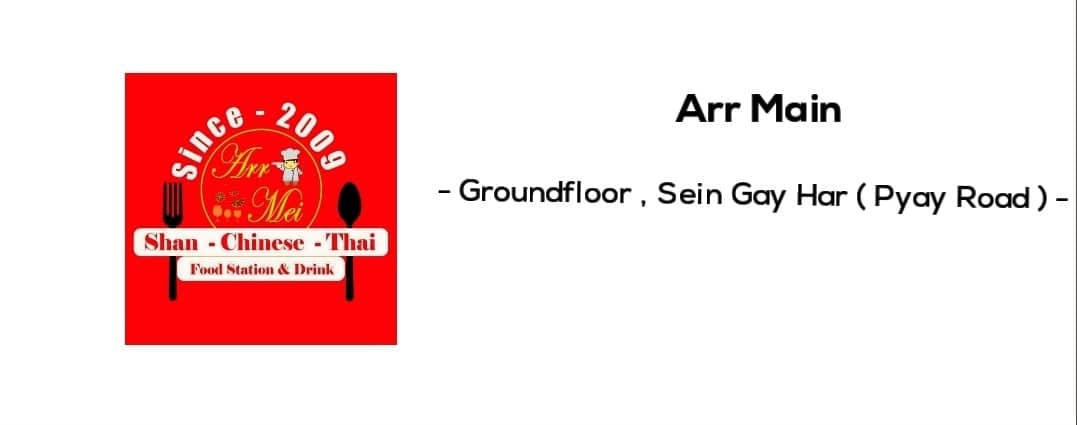 Since - 2009
Arr
Mei
Shan - Chinese - Thai
Food Station & Drink
Arr Main
- Groundfloor , Sein Gay Har ( Pyay Road ) -